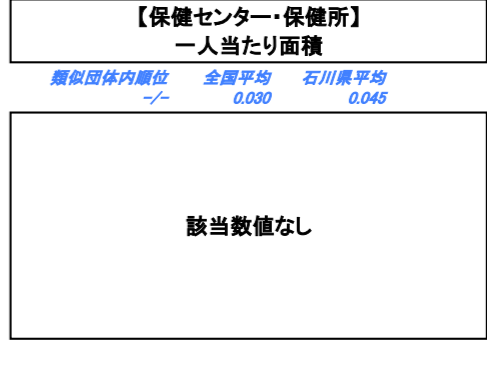 【保健センター・保健所】
一人当たり面積
類似団体内順位 全国平均 石川県平均
-/- 0.030 0.045
該当数値なし